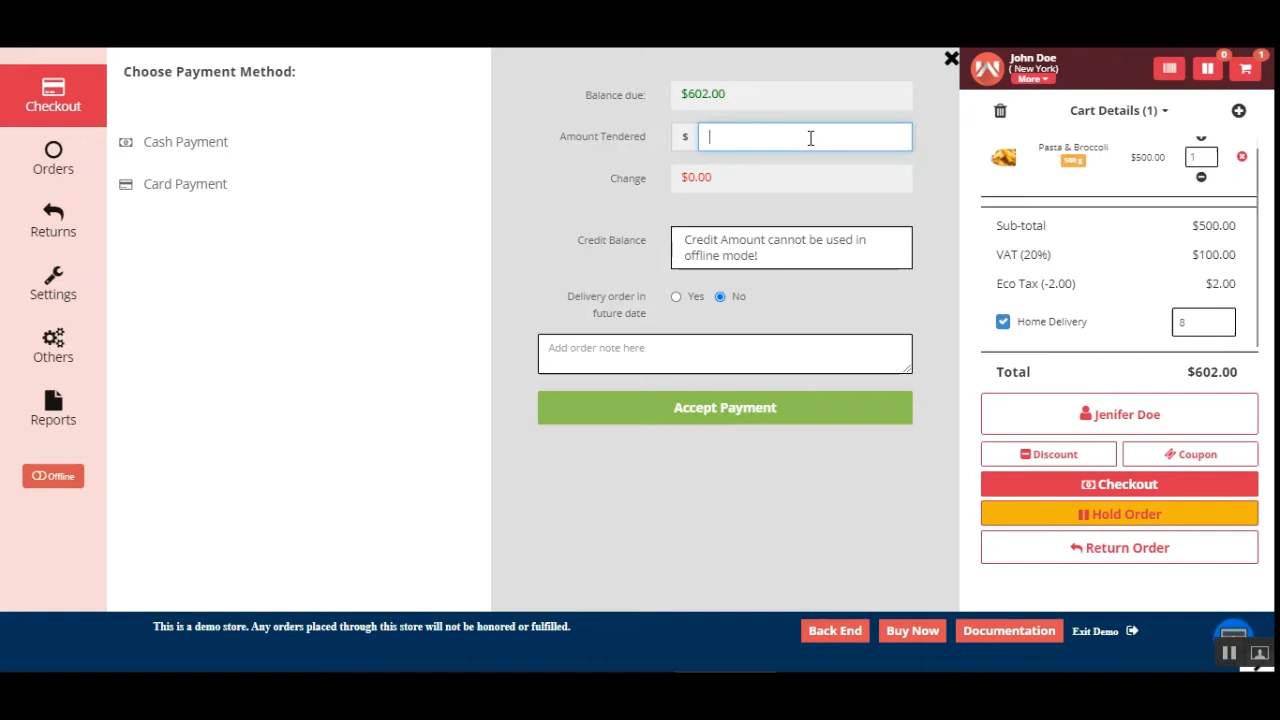 Choose Payment Method:
Checkout
Orders
Returns
Settings
Others
Reports
Offline
Cash Payment
Card Payment
Balance due:
$602.00
Amount Tendered
$
Change
$0.00
Credit Balance
Credit Amount cannot be used in
offline mode!
Delivery order in
future date
Yes
No
Add order note here
Accept Payment
John Doe
( New York)
More
0
1
Cart Details (1)
Pasta & Broccoli
500 g
$500.00
1
Sub-total
$500.00
VAT (20%)
$100.00
Eco Tax (-2.00)
$2.00
Home Delivery
8
Total
$602.00
Jenifer Doe
Discount
Coupon
Checkout
Hold Order
Return Order
This is a demo store. Any orders placed through this store will not be honored or fulfilled.
Back End
Buy Now
Documentation
Exit Demo